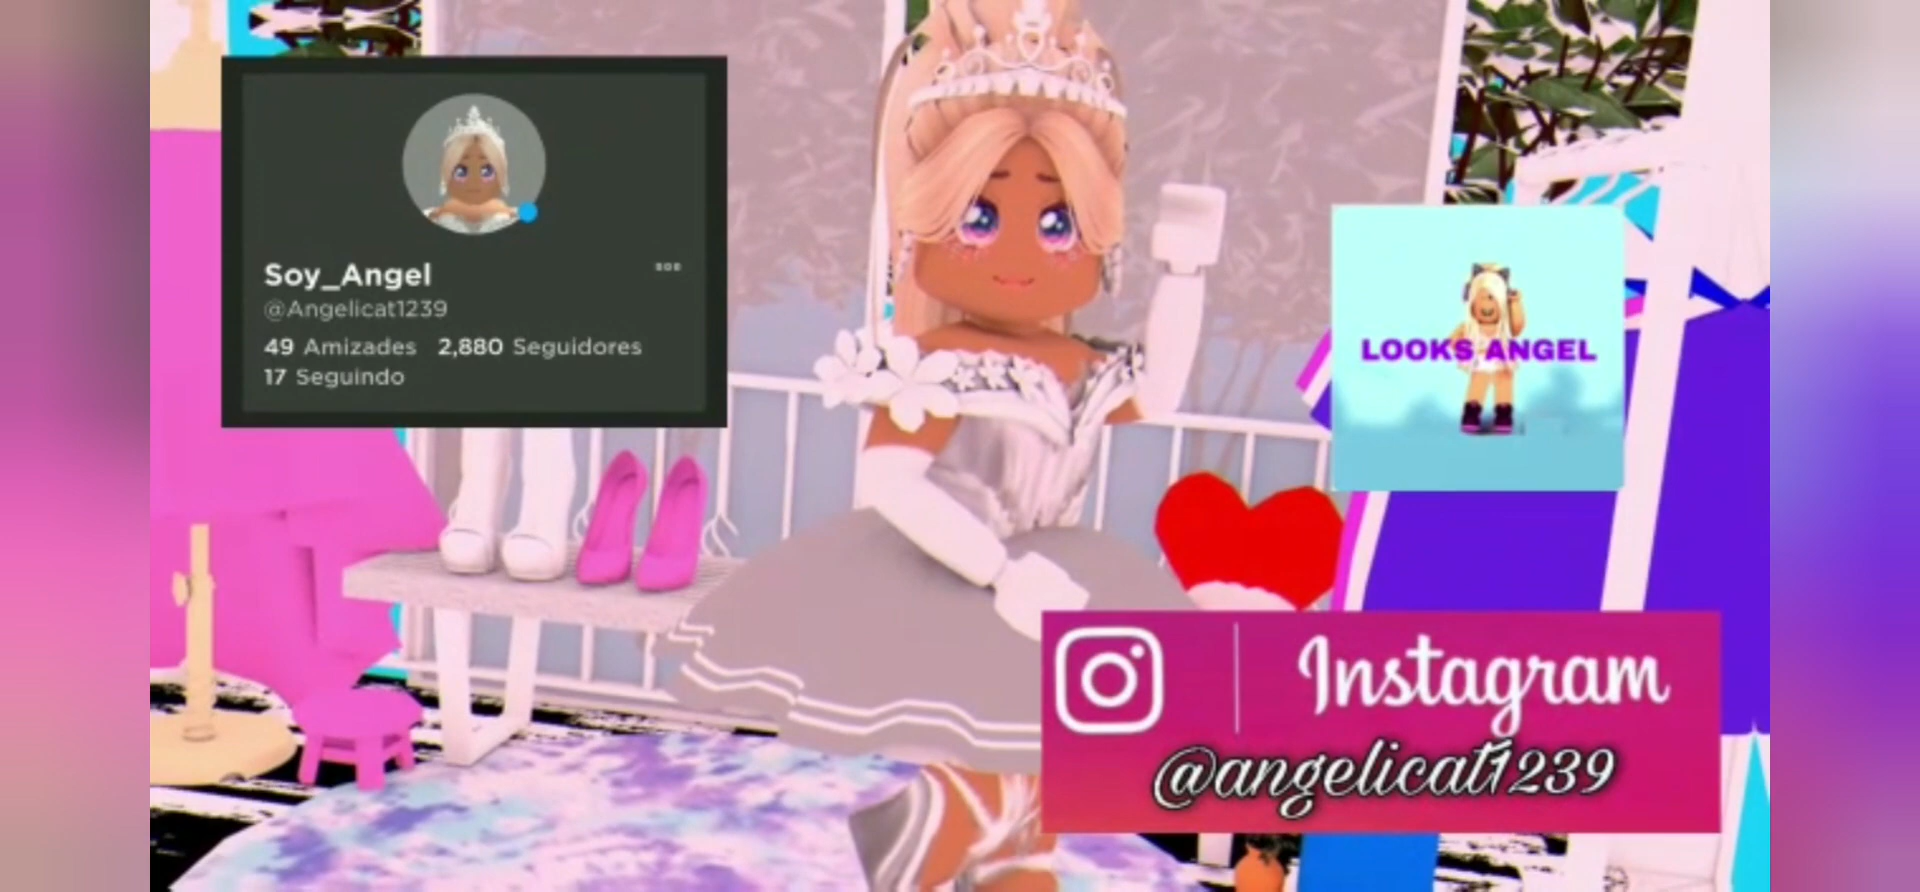 Soy_Angel
@Angelicat1239
49 Amizades 2,880 Seguidores
17 Seguindo
LOOKS ANGEL
Instagram
@angelicat1239